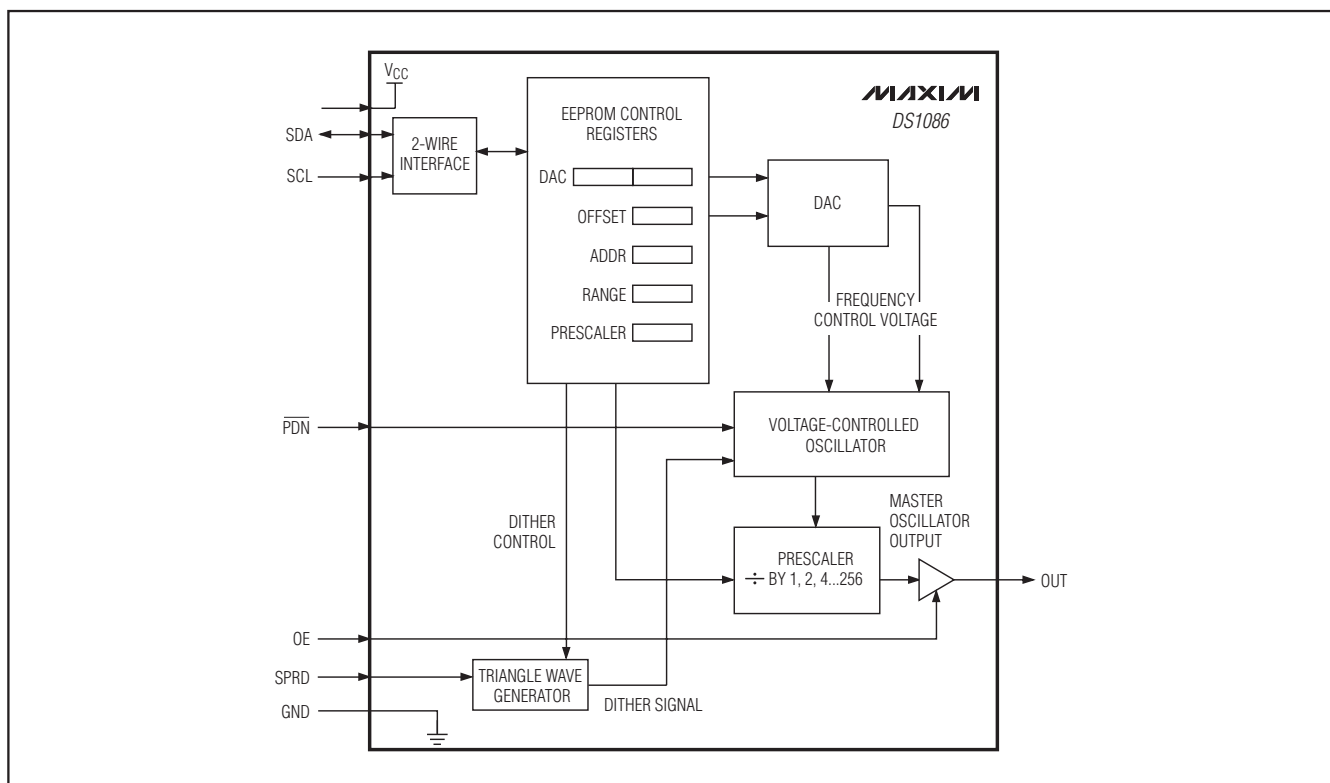 VCC
MAXIM
DS1086
SDA
SCL
2-WIRE
INTERFACE
EEPROM CONTROL
REGISTERS
DAC
OFFSET
ADDR
RANGE
PRESCALER
DAC
FREQUENCY
CONTROL VOLTAGE
PDN
VOLTAGE-CONTROLLED
OSCILLATOR
DITHER
CONTROL
MASTER
OSCILLATOR
OUTPUT
PRESCALER
÷ BY 1, 2, 4...256
OUT
OE
SPRD
TRIANGLE WAVE
GENERATOR
DITHER SIGNAL
GND